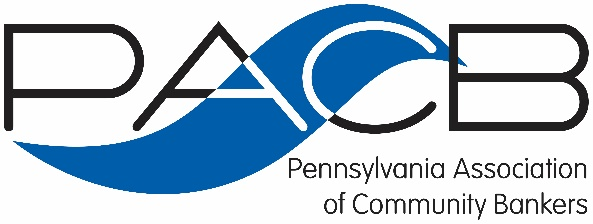 PACB
Pennsylvania Association
of Community Bankers